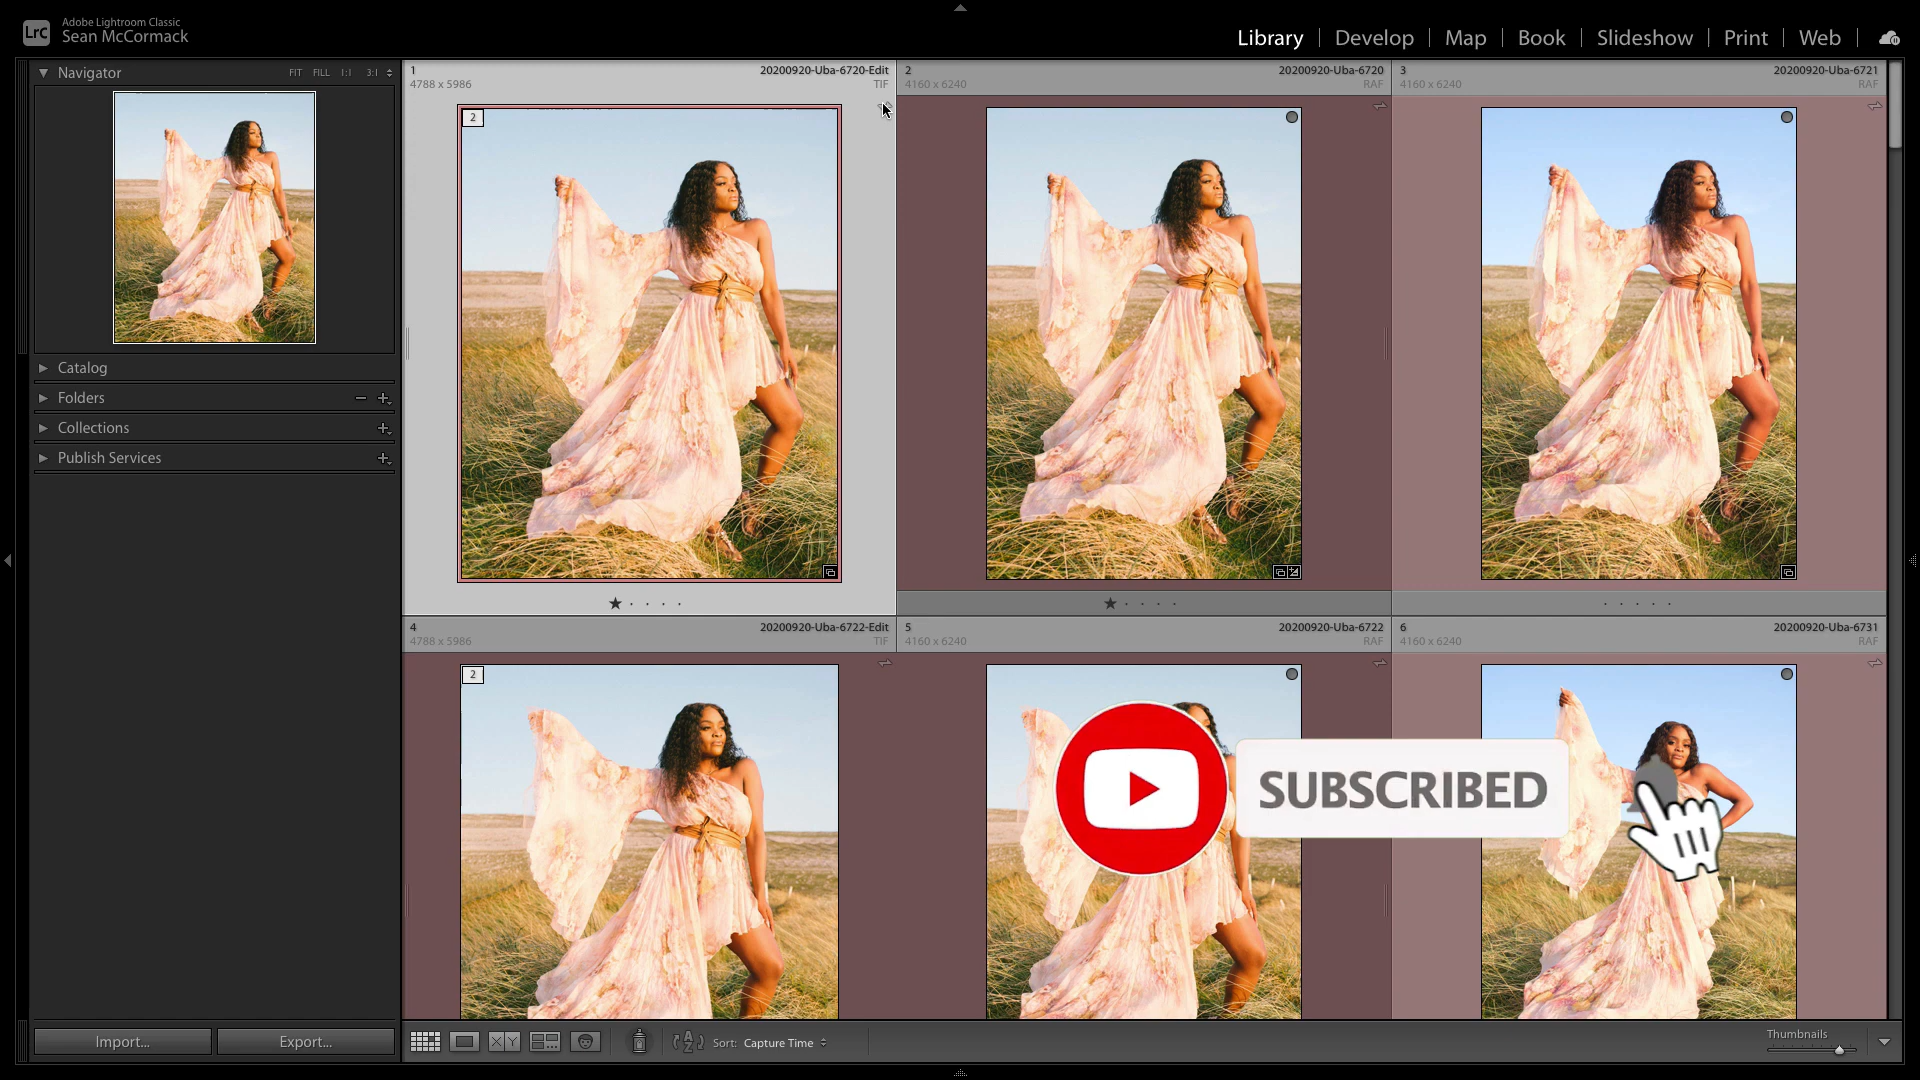 LrC
Adobe Lightroom Classic
Sean McCormack
Library
Develop
Map
Book
Slideshow
Print
Web
Navigator
FIT
FILL
1:1
3:1
Catalog
Folders
Collections
Publish Services
1
20200920-Uba-6720-Edit
4788 x 5986
TIF
2
20200920-Uba-6720
4160 x 6240
RAF
3
20200920-Uba-6721
4160 x 6240
RAF
2
4
20200920-Uba-6722-Edit
4788 x 5986
TIF
5
20200920-Uba-6722
4160 x 6240
RAF
6
20200920-Uba-6731
4160 x 6240
RAF
2
SUBSCRIBED
Import...
Export...
XY
AZ
Sort: Capture Time
Thumbnails